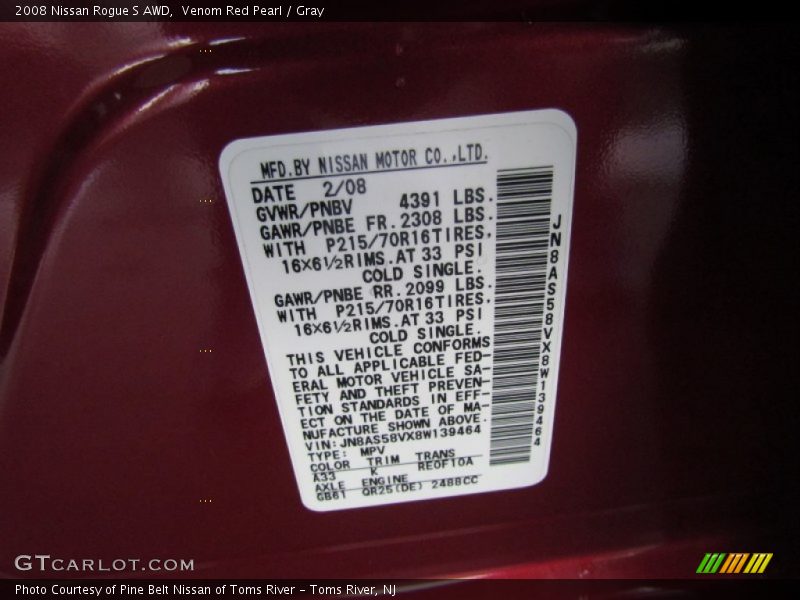 2008 Nissan Rogue S AWD,  Venom Red Pearl / Gray
MFD.BY NISSAN MOTOR CO.,LTD.
DATE 2/08
GVWR/PNBV 4391 LBS.
GAWR/PNBE FR.2308 LBS.
WITH P215/70R16TIRES.
16X6½RIMS.AT 33 PSI
COLD SINGLE.
GAWR/PNBE RR.2099 LBS.
WITH P215/70R16TIRES.
16X6½RIMS.AT 33 PSI
COLD SINGLE.
THIS VEHICLE CONFORMS
TO ALL APPLICABLE FED-
ERAL MOTOR VEHICLE SA-
FETY AND THEFT PREVEN-
TION STANDARDS IN EFF-
ECT ON THE DATE OF MA-
NUFACTURE SHOWN ABOVE.
VIN:JN8AS58VX8W139464
TYPE: MPV
COLOR TRIM TRANS
A33 K RE0F10A
AXLE ENGINE
GB61 QR25(DE) 2488CC
JN8AS58VX8W139464
GTCARLOT.COM
Photo Courtesy of Pine Belt Nissan of Toms River – Toms River, NJ